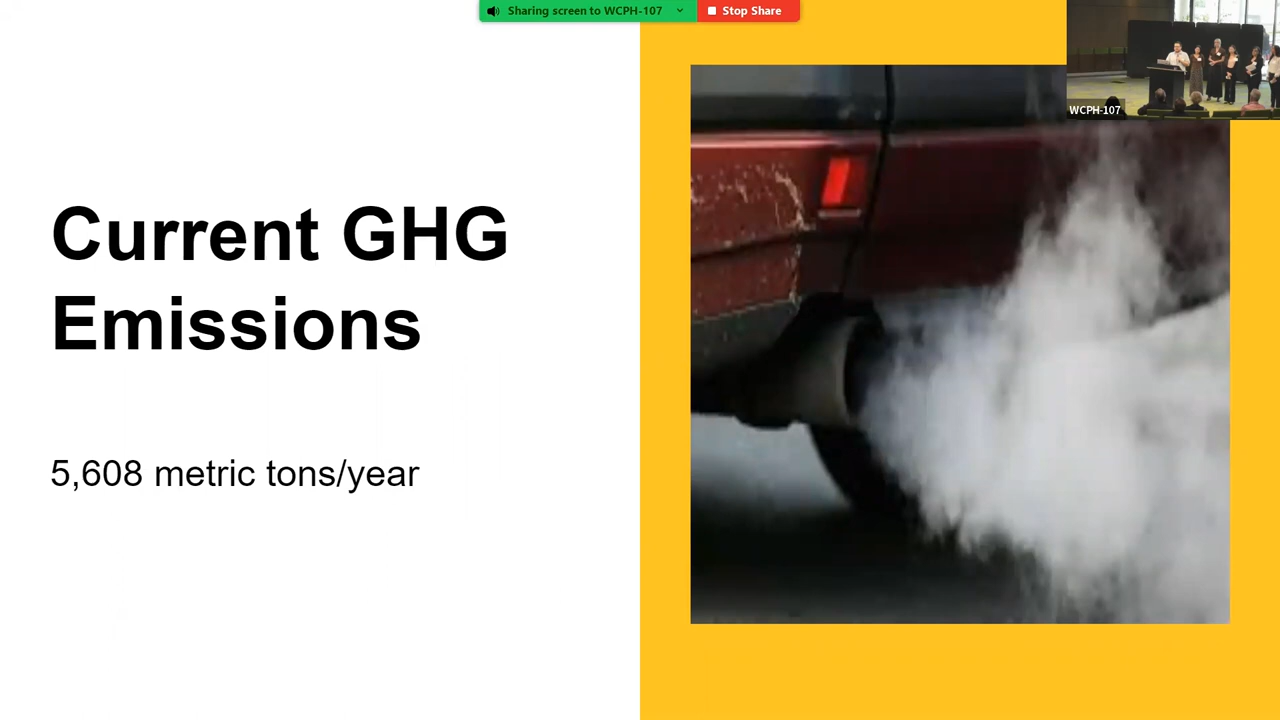 Sharing screen to WCPH-107
Stop Share
WCPH-107
Current GHG
Emissions
5,608 metric tons/year